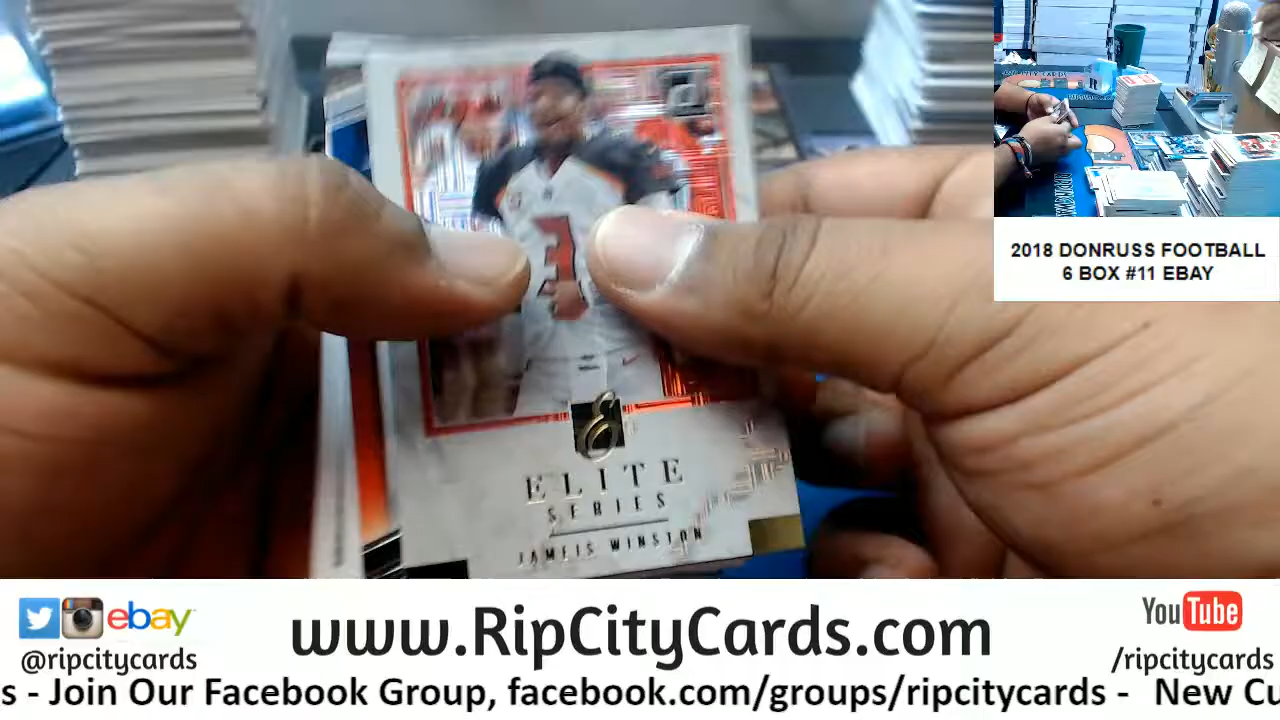 3
E
ELITE
SERIES
JAMEIS WINSTON
2018 DONRUSS FOOTBALL
6 BOX #11 EBAY
ebay
@ripcitycards
www.RipCityCards.com
YouTube
/ripcitycards
s - Join Our Facebook Group, facebook.com/groups/ripcitycards - New Cu